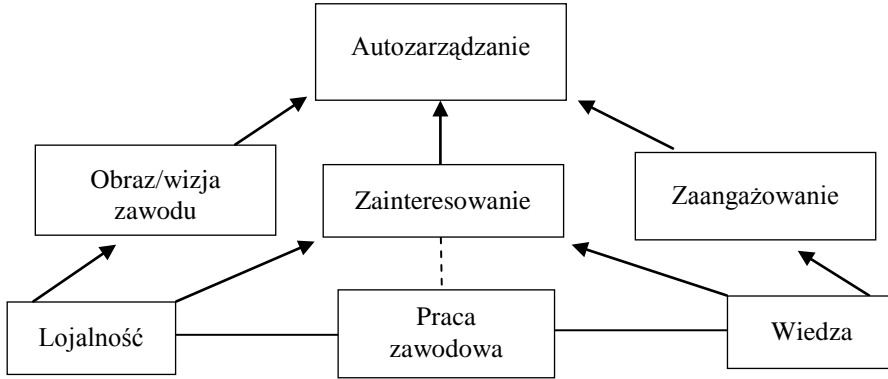 Autozarządzanie
Obraz/wizja
zawodu
Zainteresowanie
Zaangażowanie
Lojalność
Praca
zawodowa
Wiedza